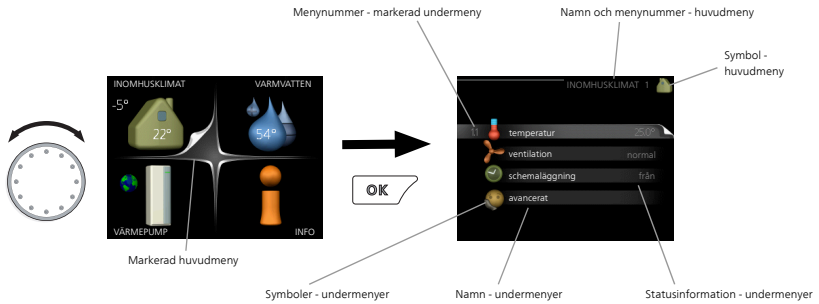 Menynummer - markerad undermeny
Namn och menynummer - huvudmeny
Symbol -
huvudmeny
INOMHUSKLIMAT
VARMVATTEN
-5°
22°
54°
VÄRMEPUMP
INFO
Markerad huvudmeny
OK
INOMHUSKLIMAT 1
1.1 temperatur 25.0°
ventilation normal
schemaläggning från
avancerat
Symboler - undermenyer
Namn - undermenyer
Statusinformation - undermenyer